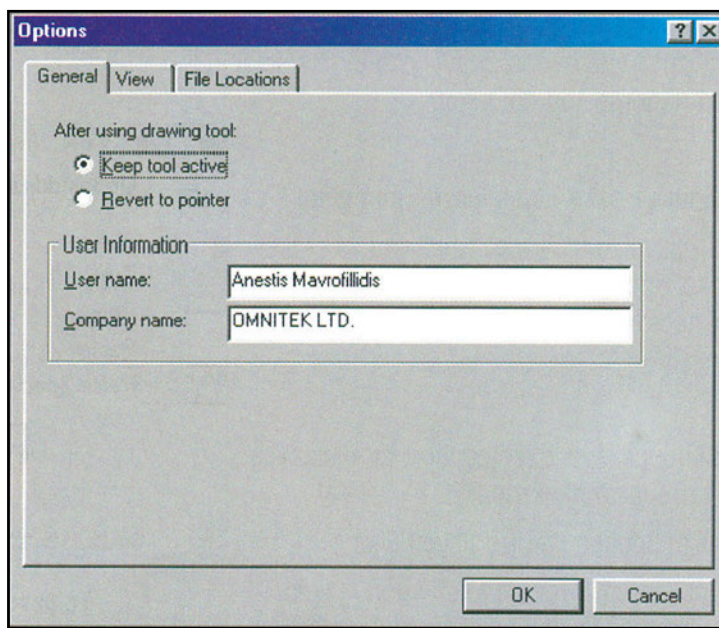 Options
General View File Locations
After using drawing tool:
Keep tool active
Revert to pointer
User Information
User name: Anestis Mavrofillidis
Company name: OMNITEK LTD.
OK Cancel